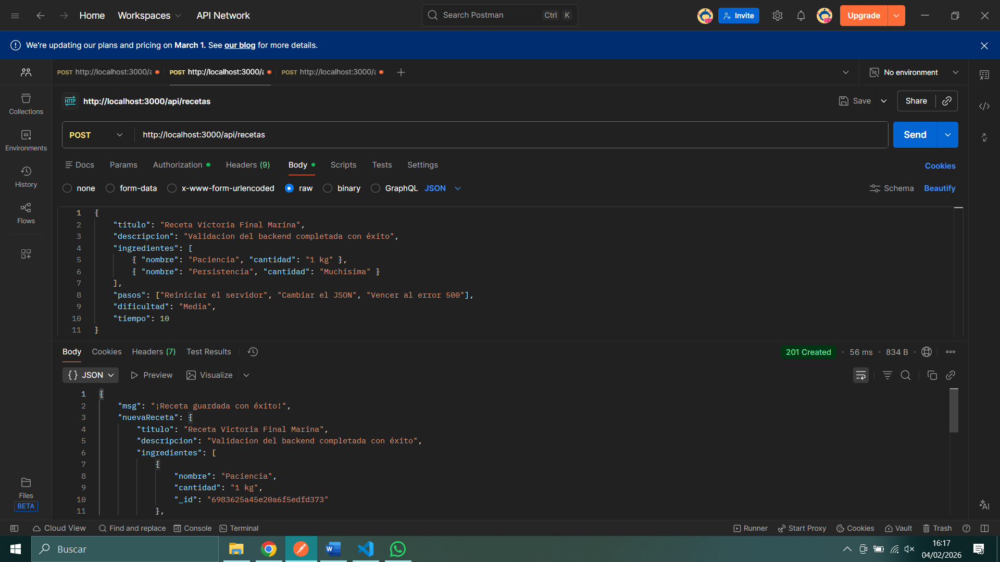 Home
Workspaces
API Network
Search Postman
Ctrl K
Invite
Upgrade
We're updating our plans and pricing on March 1. See our blog for more details.
POST http://localhost:3000/a
POST http://localhost:3000/a
POST http://localhost:3000/a
No environment
HTTP http://localhost:3000/api/recetas
Save
Share
Collections
Environments
History
Flows
Files
BETA
POST
http://localhost:3000/api/recetas
Send
Docs
Params
Authorization
Headers (9)
Body
Scripts
Tests
Settings
Cookies
none
form-data
x-www-form-urlencoded
raw
binary
GraphQL
JSON
Schema
Beautify
1 {
2 "titulo": "Receta Victoria Final Marina",
3 "descripcion": "Validacion del backend completada con éxito",
4 "ingredientes": [
5 { "nombre": "Paciencia", "cantidad": "1 kg" },
6 { "nombre": "Persistencia", "cantidad": "Muchisima" }
7 ],
8 "pasos": ["Reiniciar el servidor", "Cambiar el JSON", "Vencer al error 500"],
9 "dificultad": "Media",
10 "tiempo": 10
11 }
Body
Cookies
Headers (7)
Test Results
201 Created
56 ms
834 B
{} JSON
Preview
Visualize
1 {
2 "msg": "¡Receta guardada con éxito!",
3 "nuevaReceta": {
4 "titulo": "Receta Victoria Final Marina",
5 "descripcion": "Validacion del backend completada con éxito",
6 "ingredientes": [
7 {
8 "nombre": "Paciencia",
9 "cantidad": "1 kg",
10 "_id": "6983625a45e20a6f5edfd373"
11 },
Cloud View
Find and replace
Console
Terminal
Runner
Start Proxy
Cookies
Vault
Trash
AI
Buscar
16:17
04/02/2026